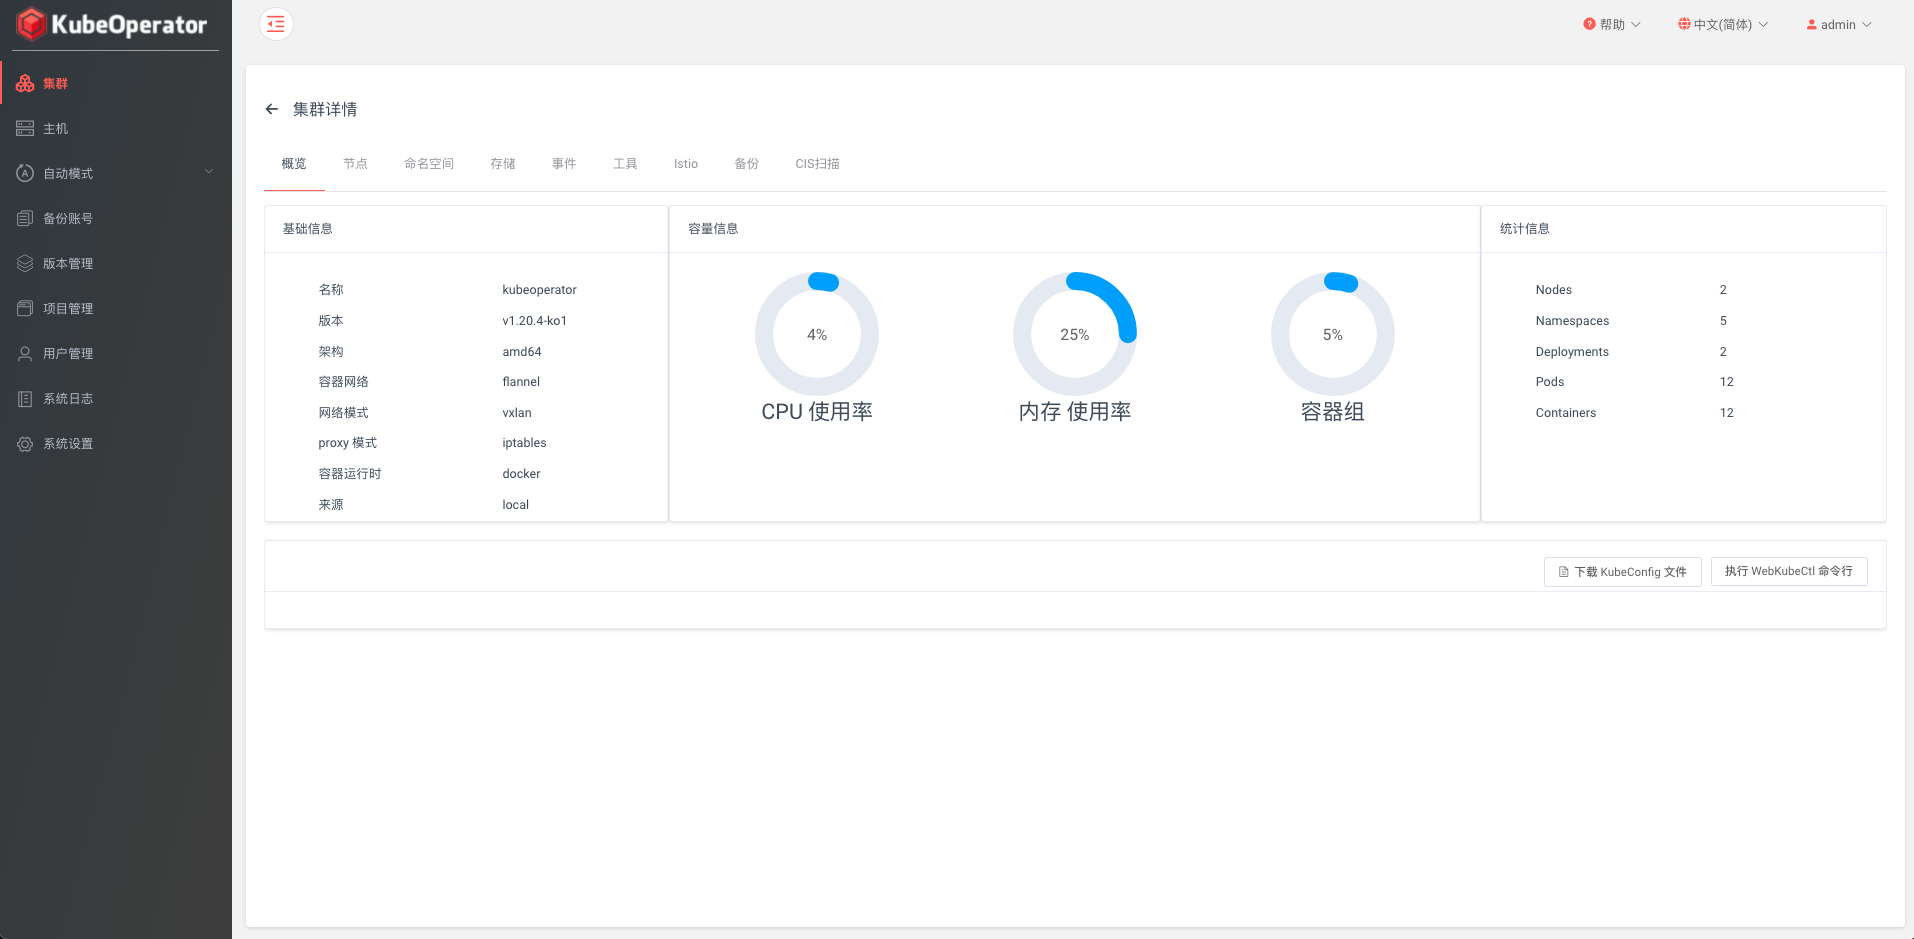 KubeOperator
帮助
中文(简体)
admin
集群
主机
自动模式
备份账号
版本管理
项目管理
用户管理
系统日志
系统设置
集群详情
概览 节点 命名空间 存储 事件 工具 Istio 备份 CIS扫描
基础信息
名称 kubeoperator
版本 v1.20.4-ko1
架构 amd64
容器网络 flannel
网络模式 vxlan
proxy 模式 iptables
容器运行时 docker
来源 local
容量信息
4% 25% 5%
CPU 使用率 内存 使用率 容器组
统计信息
Nodes 2
Namespaces 5
Deployments 2
Pods 12
Containers 12
下载 KubeConfig 文件 执行 WebKubeCtl 命令行